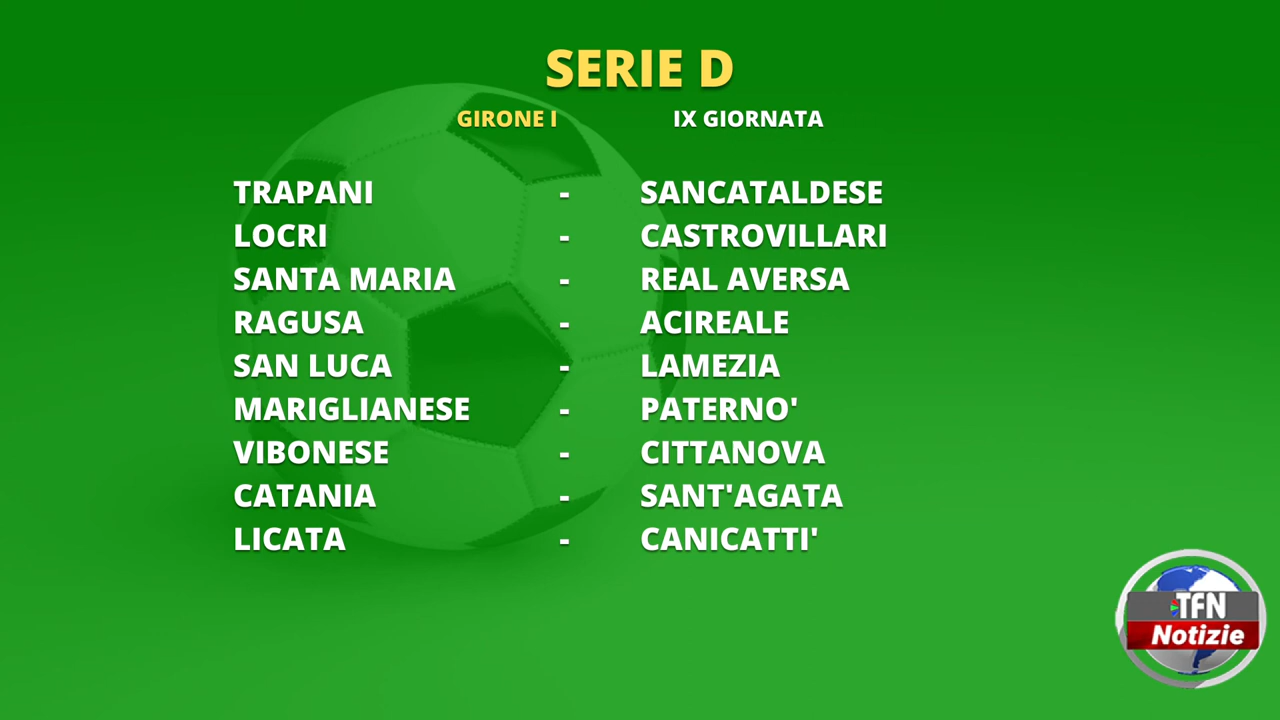 SERIE D
GIRONE I IX GIORNATA
TRAPANI - SANCATALDESE
LOCRI - CASTROVILLARI
SANTA MARIA - REAL AVERSA
RAGUSA - ACIREALE
SAN LUCA - LAMEZIA
MARIGLIANESE - PATERNO'
VIBONESE - CITTANOVA
CATANIA - SANT'AGATA
LICATA - CANICATTI'
TFN
Notizie